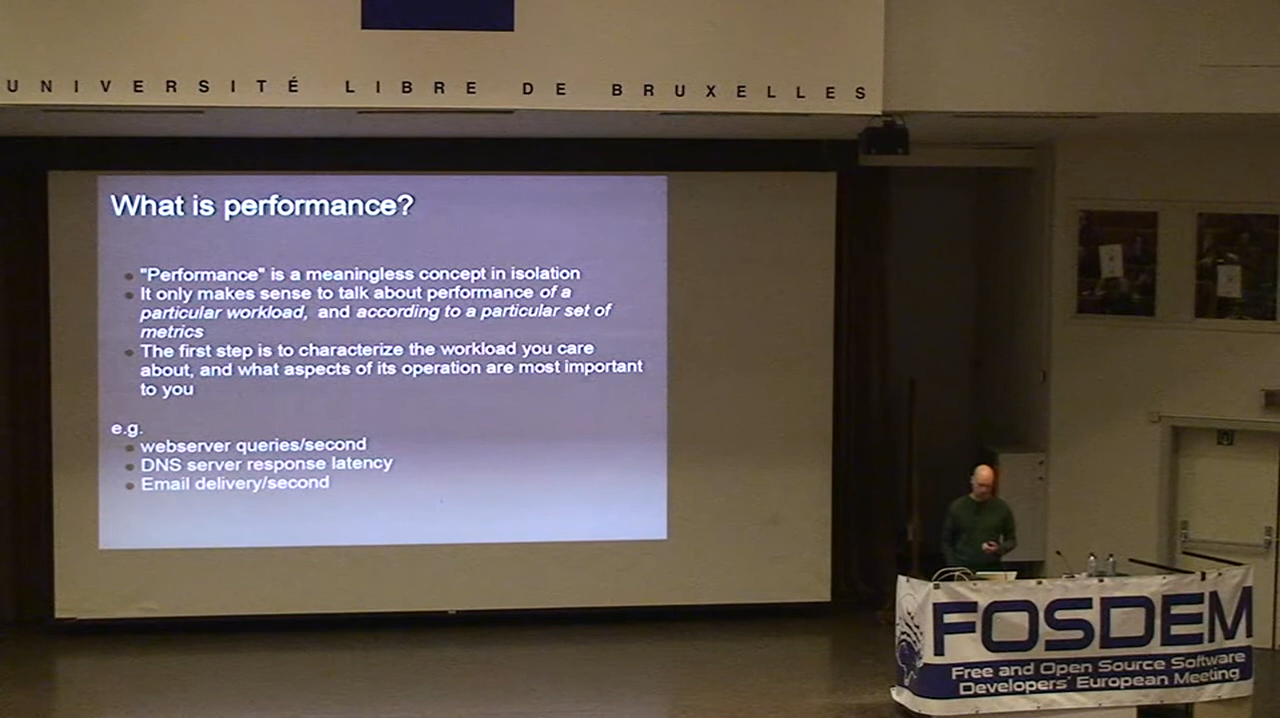 UNIVERSITÉ LIBRE DE BRUXELLES
What is performance?
"Performance" is a meaningless concept in isolation
It only makes sense to talk about performance of a
particular workload, and according to a particular set of
metrics
The first step is to characterize the workload you care
about, and what aspects of its operation are most important
to you
e.g.
webserver queries/second
DNS server response latency
Email delivery/second
FOSDEM
Free and Open Source Software
Developers' European Meeting